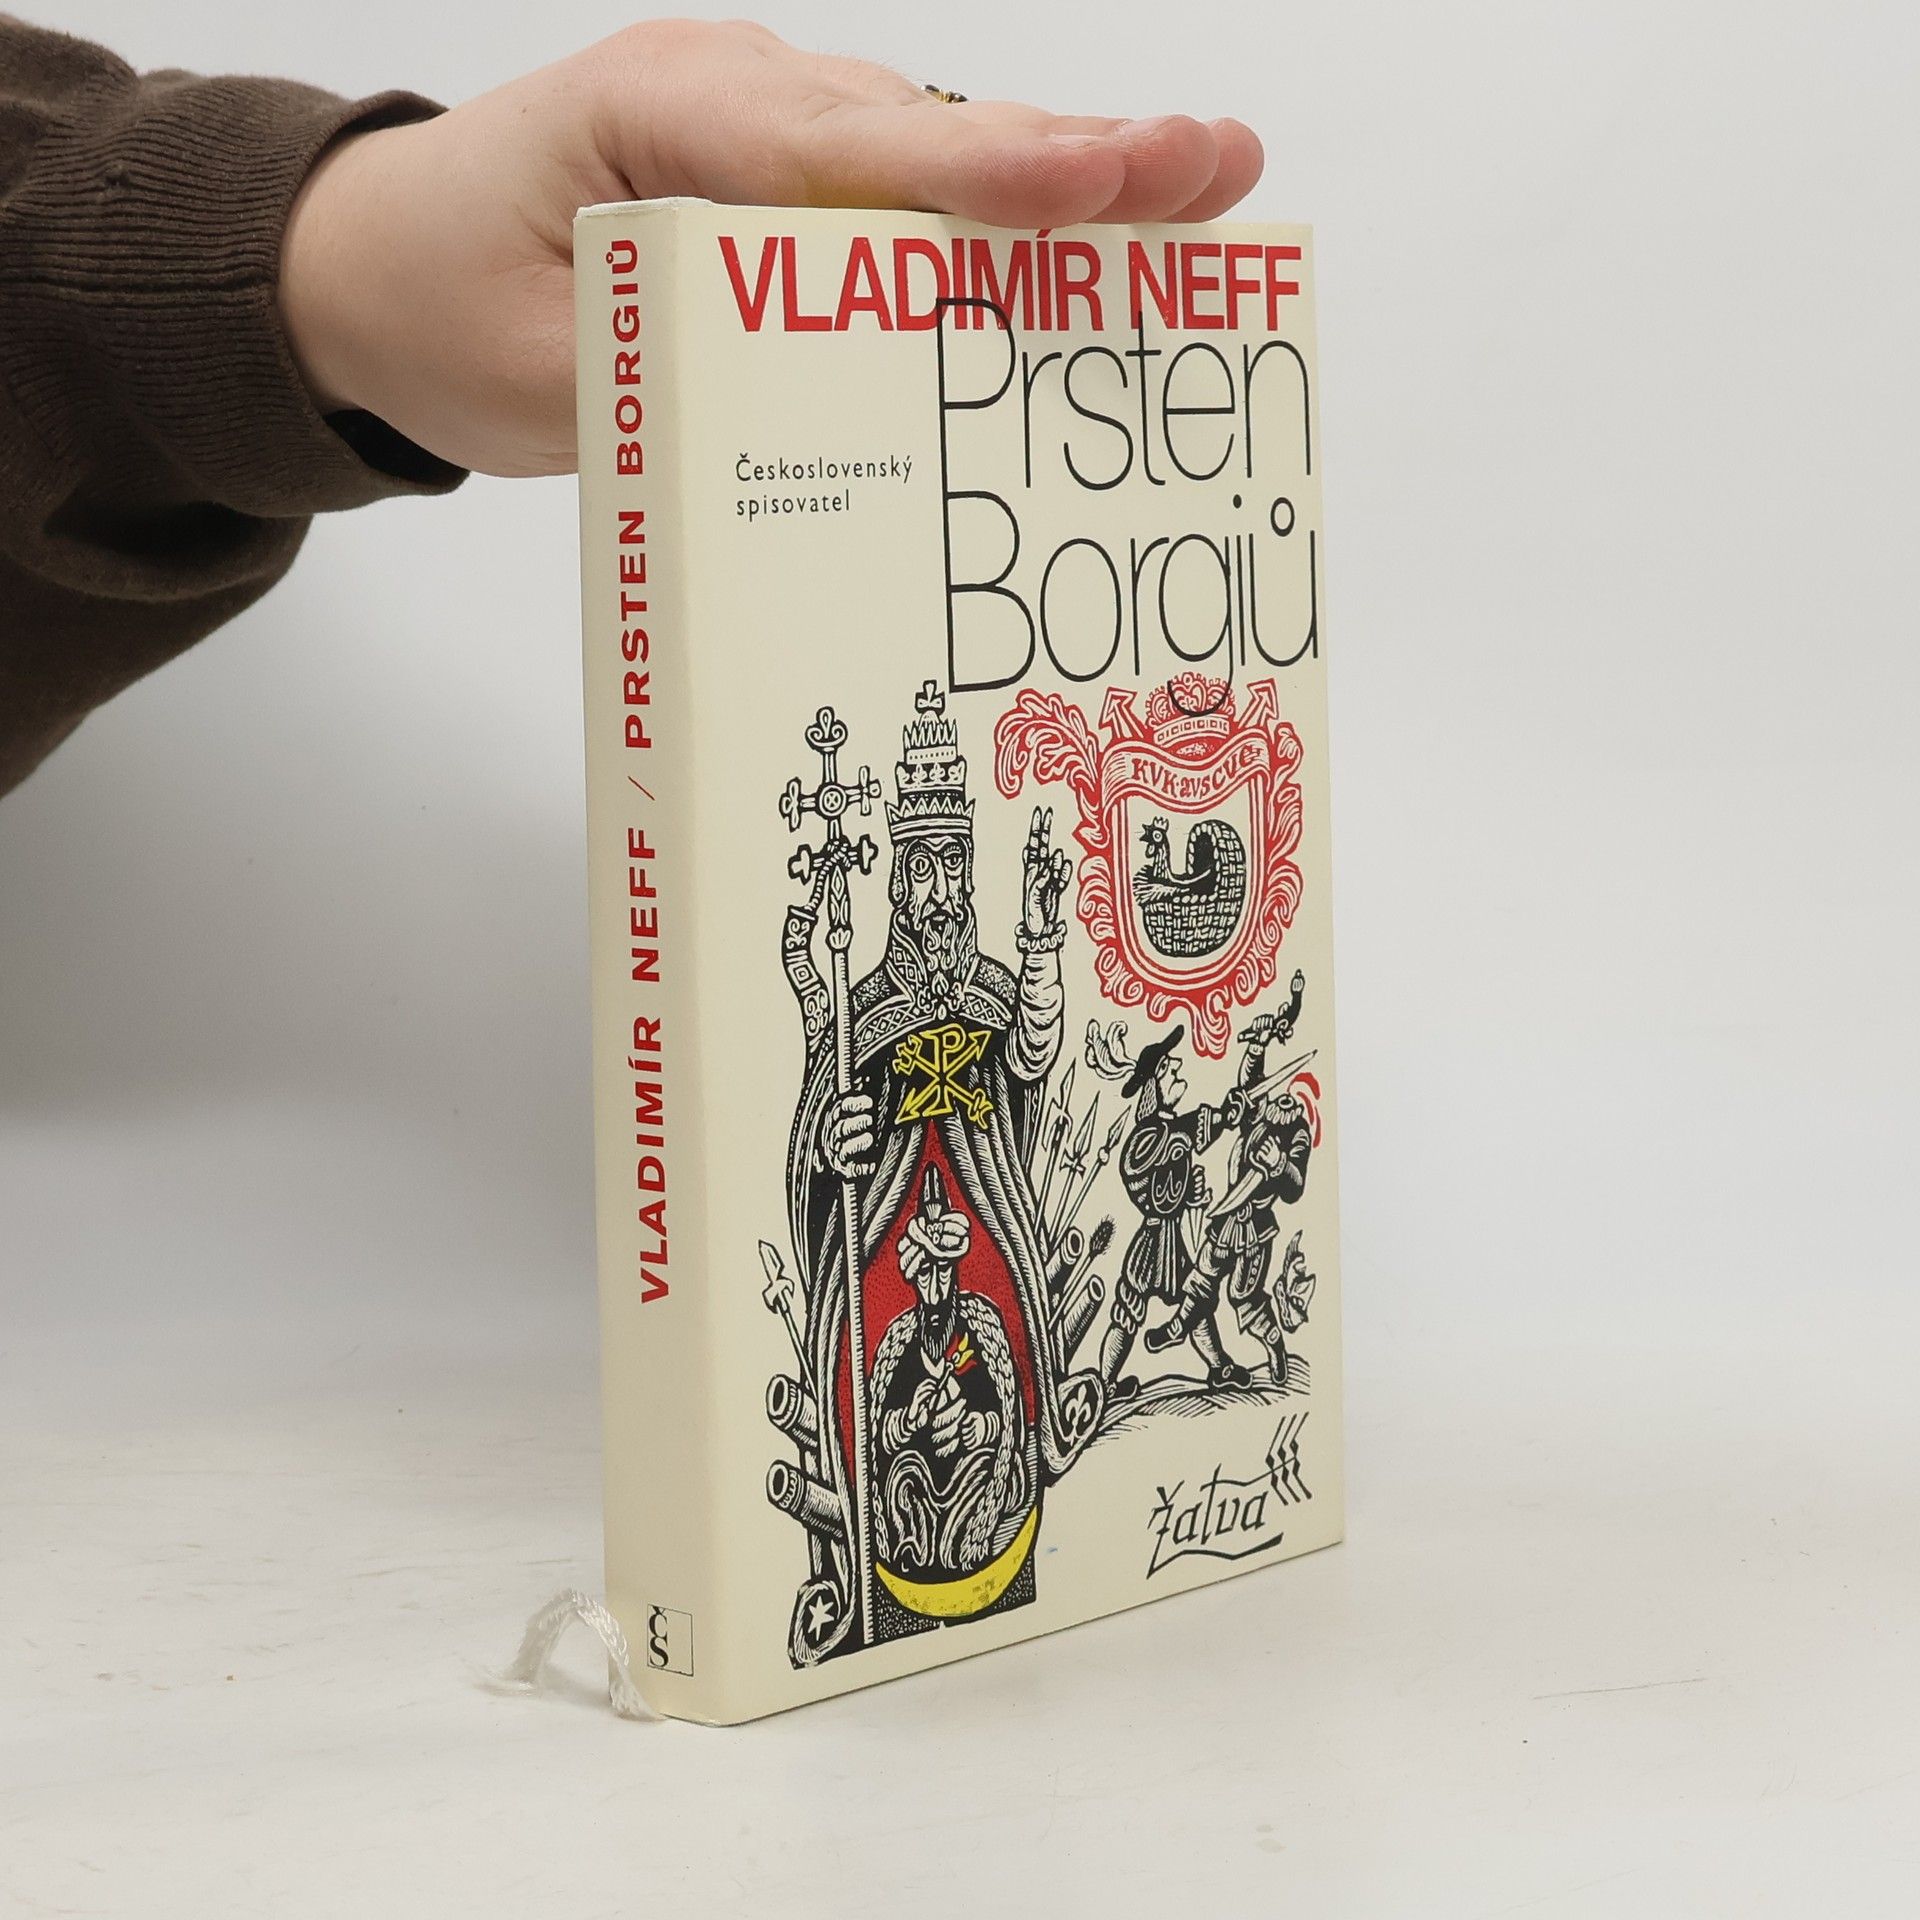 VLADIMÍR NEFF / PRSTEN BORGIŮ
ČS
VLADIMÍR NEFF
Prsten
Borgiů
Československý
spisovatel
KVK·AVSCVE
Žatva